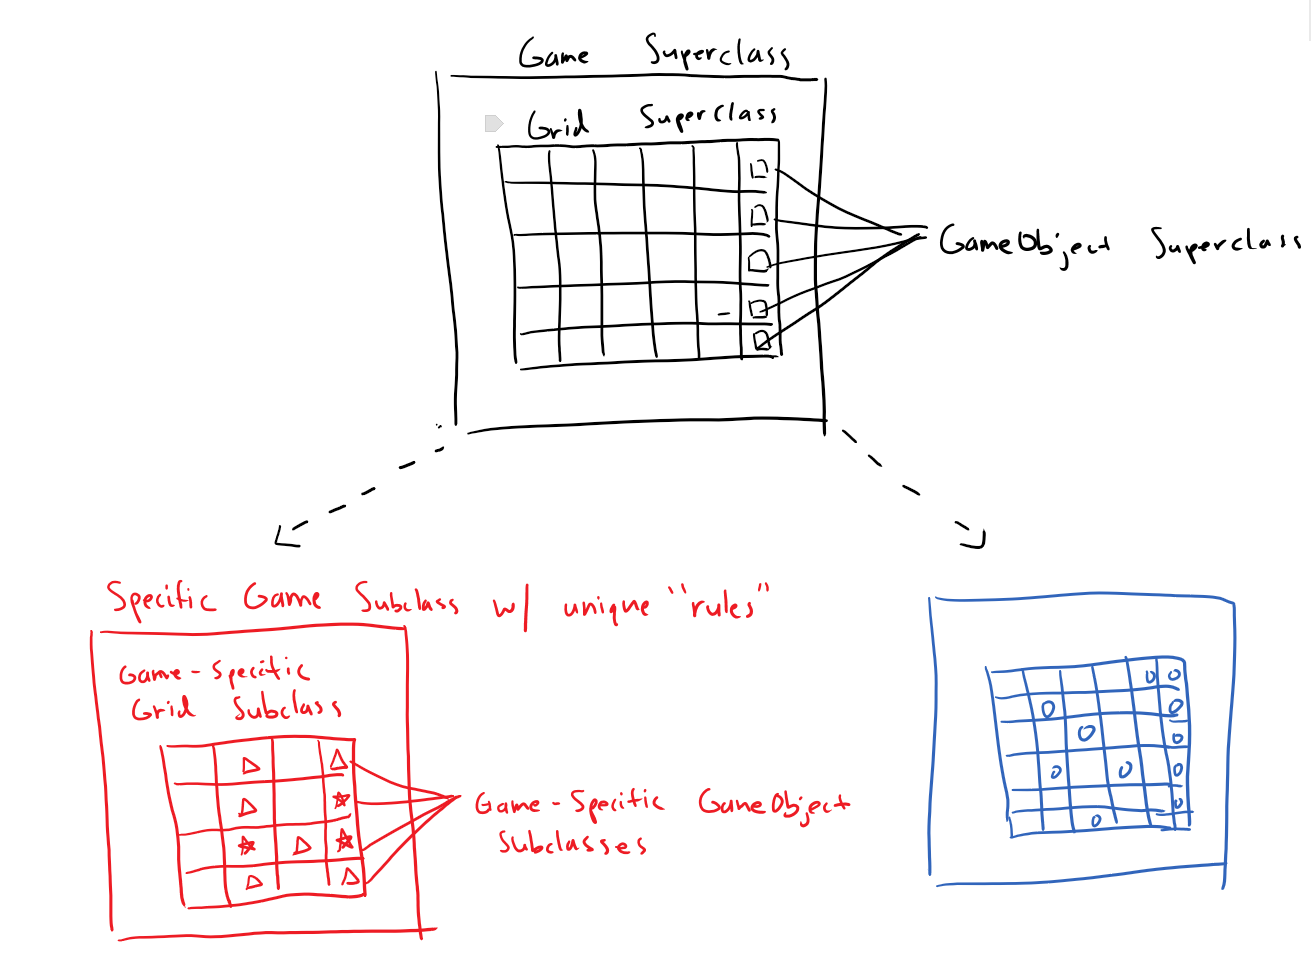 Game Superclass
Grid Superclass
GameObject Superclass
Specific Game Subclass w/ unique "rules"
Game-Specific
Grid Subclass
Game-Specific GameObject
Subclasses